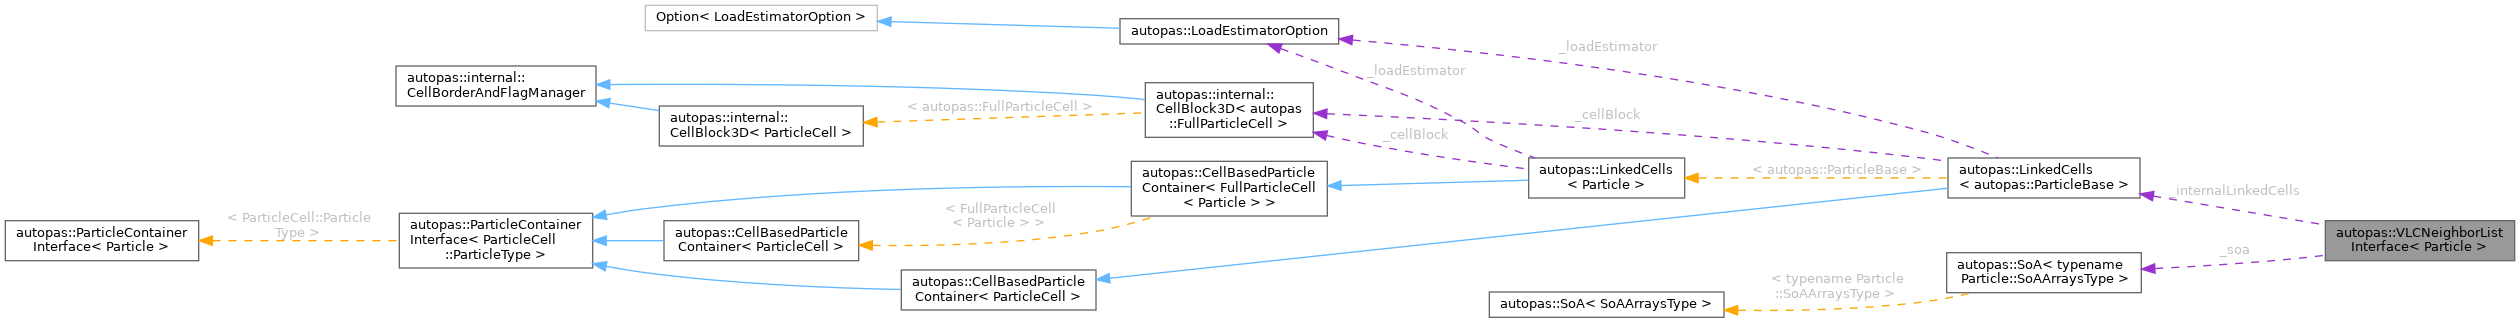 Option< LoadEstimatorOption >
autopas::LoadEstimatorOption
_loadEstimator
_loadEstimator
autopas::internal::
CellBorderAndFlagManager
autopas::internal::
CellBlock3D< ParticleCell >
< autopas::FullParticleCell >
autopas::internal::
CellBlock3D< autopas
::FullParticleCell >
_cellBlock
_cellBlock
autopas::CellBasedParticle
Container< FullParticleCell
< Particle > >
autopas::LinkedCells
< Particle >
< autopas::ParticleBase >
autopas::LinkedCells
< autopas::ParticleBase >
_internalLinkedCells
autopas::ParticleContainer
Interface< Particle >
< ParticleCell::Particle
Type >
autopas::ParticleContainer
Interface< ParticleCell
::ParticleType >
autopas::CellBasedParticle
Container< ParticleCell >
< FullParticleCell
< Particle > >
autopas::VLCNeighborList
Interface< Particle >
_soa
autopas::CellBasedParticle
Container< ParticleCell >
autopas::SoA< typename
Particle::SoAArraysType >
< typename Particle
::SoAArraysType >
autopas::SoA< SoAArraysType >